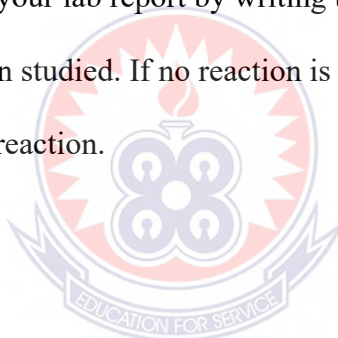 your lab report by writing
n studied. If no reaction is
reaction.
EDUCATION FOR SERVICE